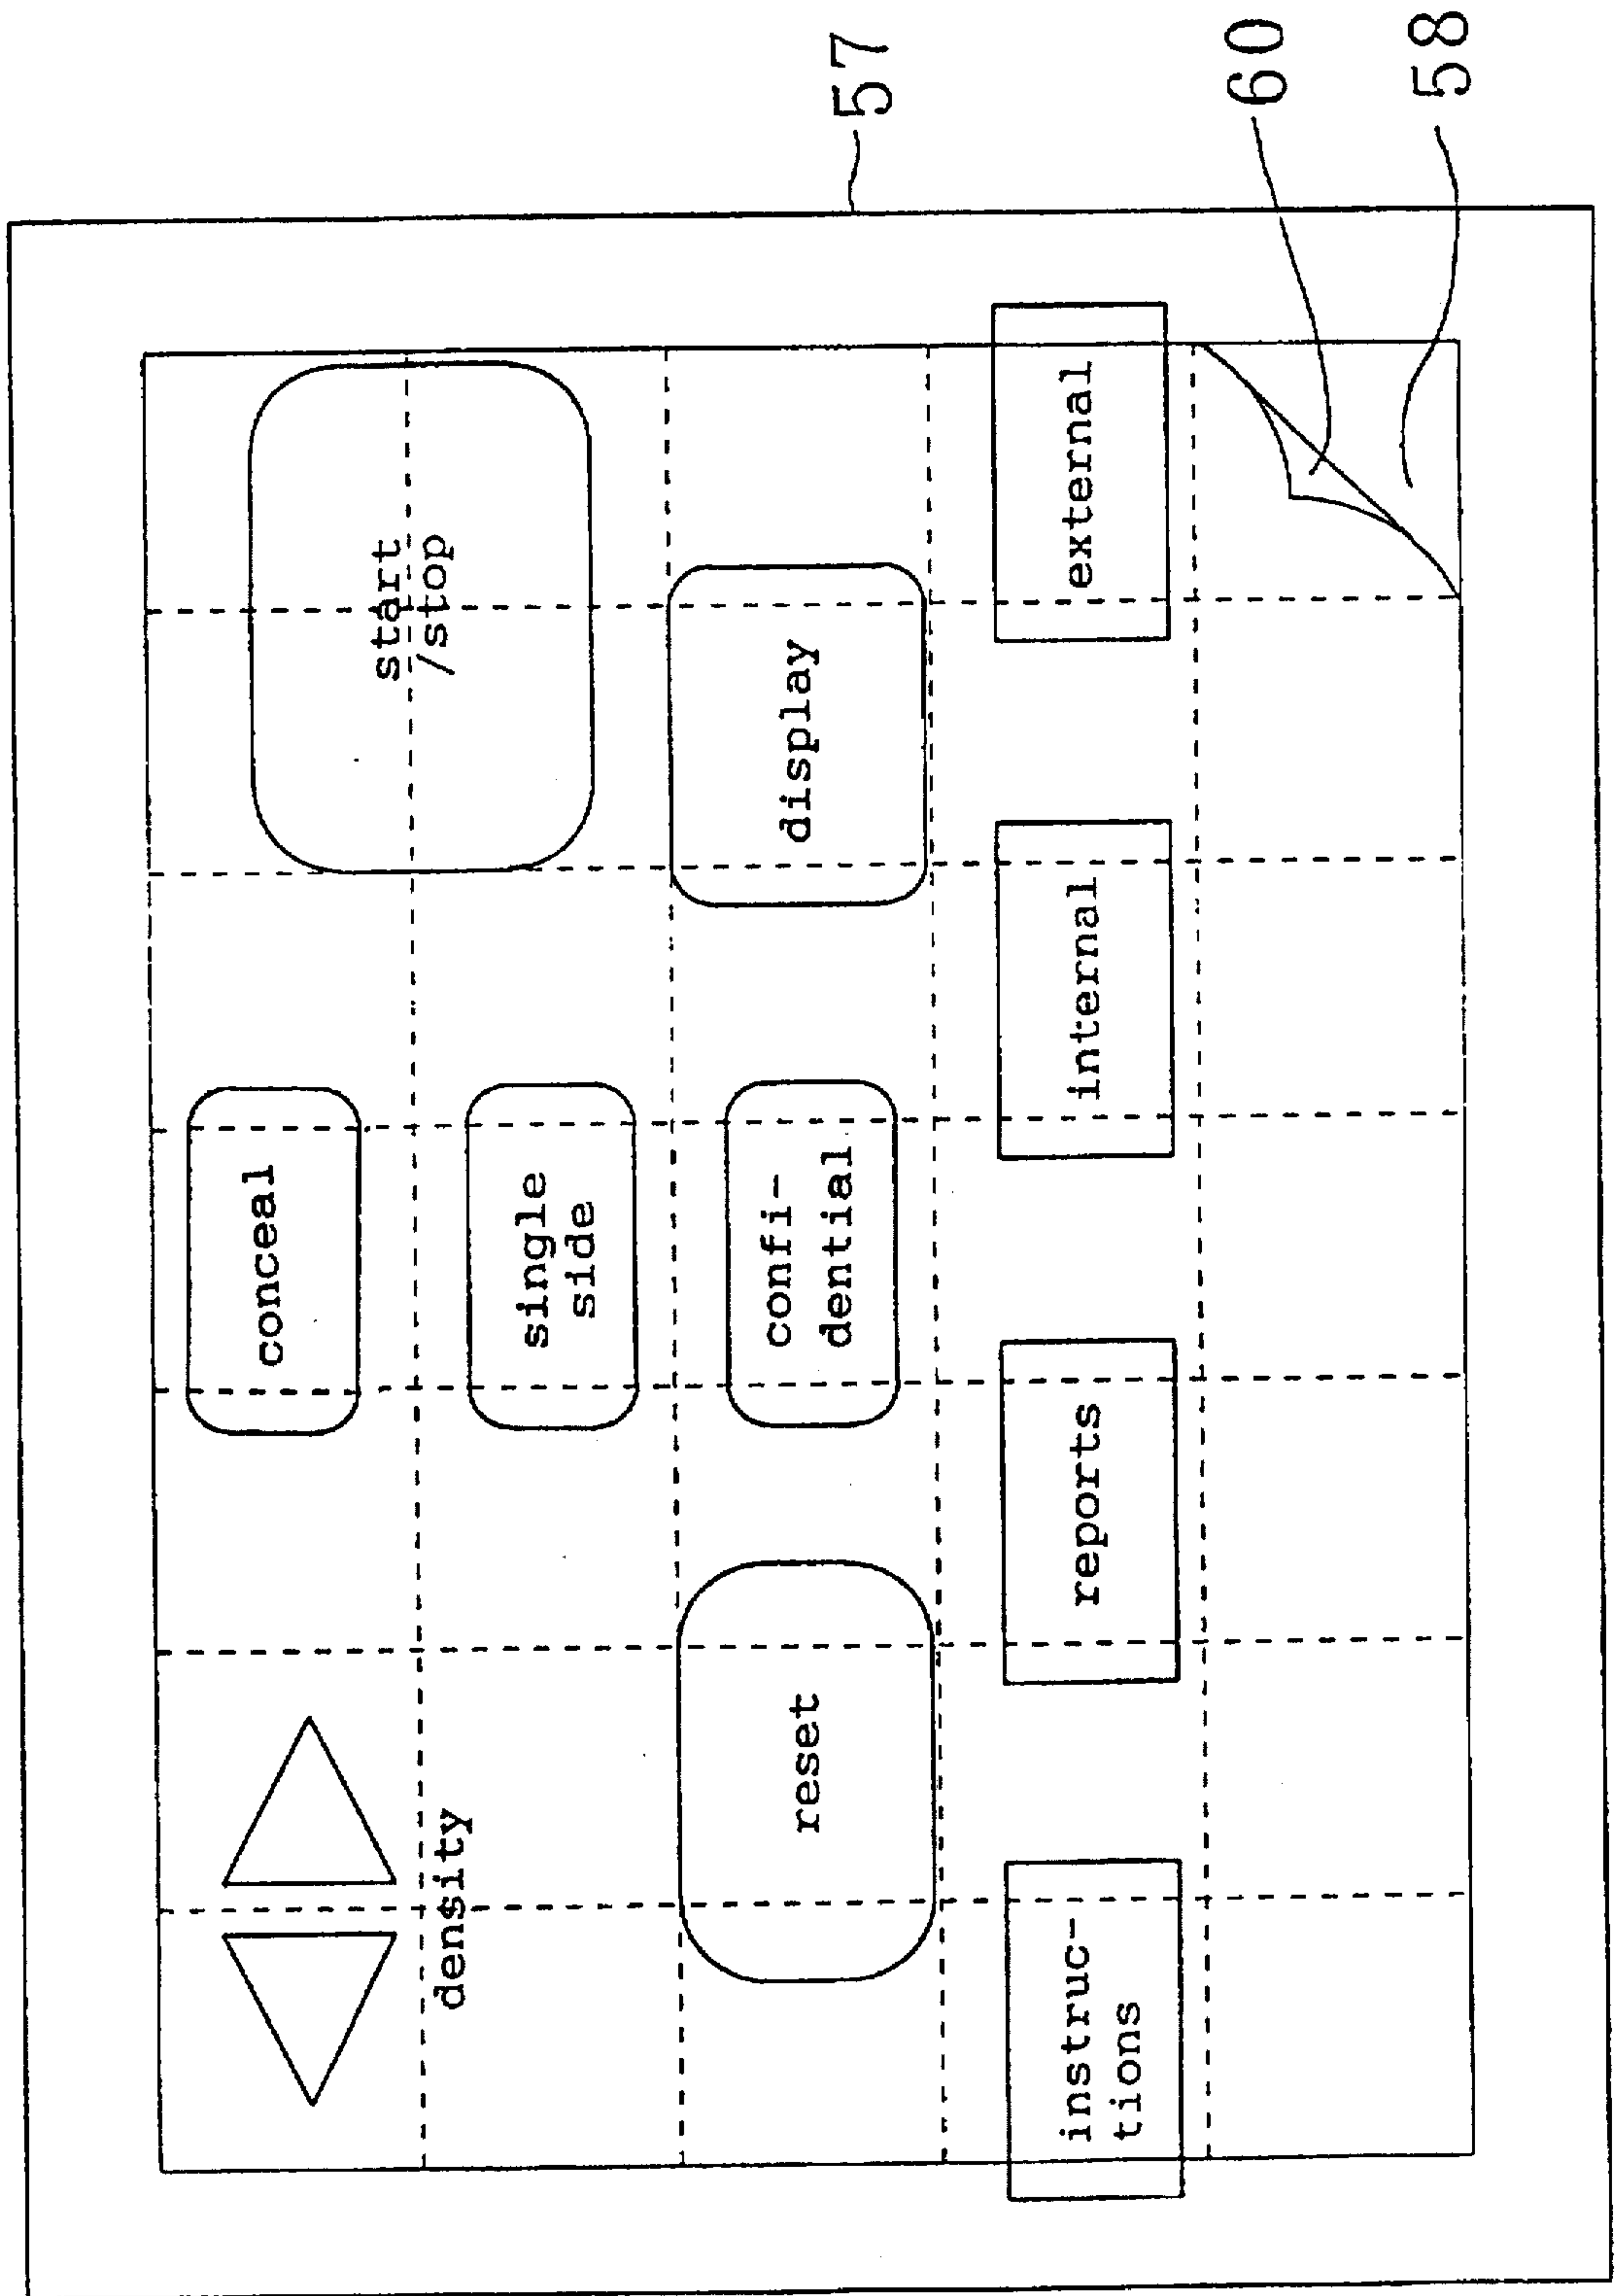 density
conceal
start
/stop
single
side
reset
confi-
dential
display
instruc-
tions
reports
internal
external
57
60
58